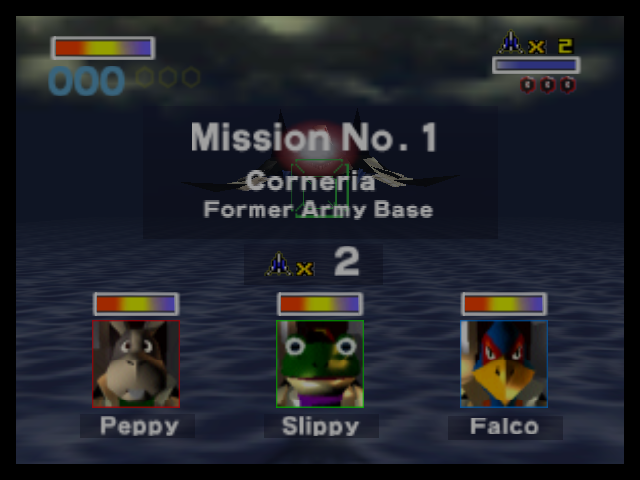 x 2
000
Mission No. 1
Corneria
Former Army Base
x 2
Peppy
Slippy
Falco